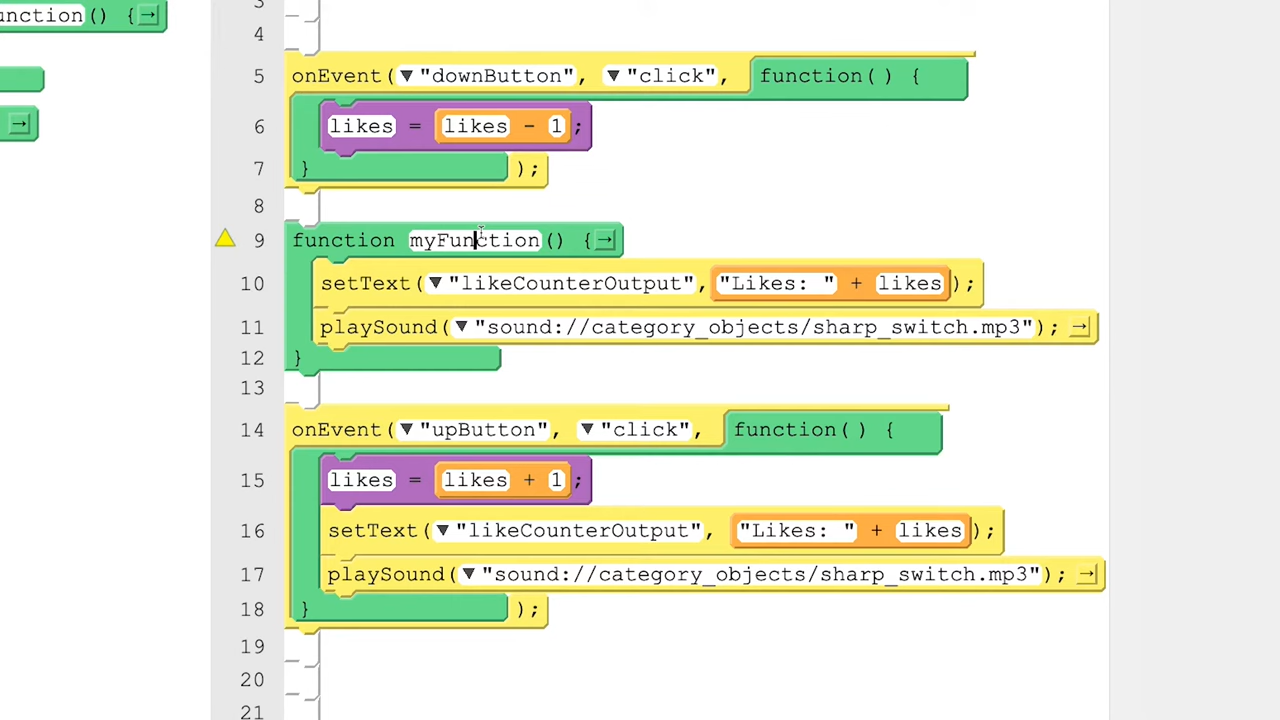 unction() {→
3
4
5 onEvent(▼"downButton", ▼"click", function() {
6 likes = likes - 1;
7 } );
8
9 function myFunction() {→
10 setText(▼"likeCounterOutput", "Likes: " + likes);
11 playSound(▼"sound://category_objects/sharp_switch.mp3"); →
12 }
13
14 onEvent(▼"upButton", ▼"click", function() {
15 likes = likes + 1;
16 setText(▼"likeCounterOutput", "Likes: " + likes);
17 playSound(▼"sound://category_objects/sharp_switch.mp3"); →
18 } );
19
20
21